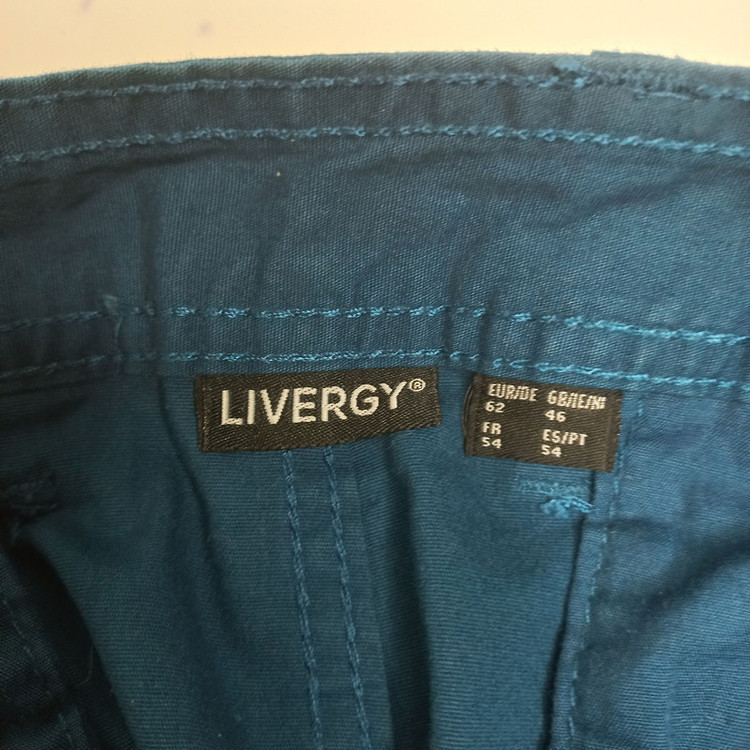 LIVERGY®
EUR/DE GB/IE/NI
62 46
FR ES/PT
54 54